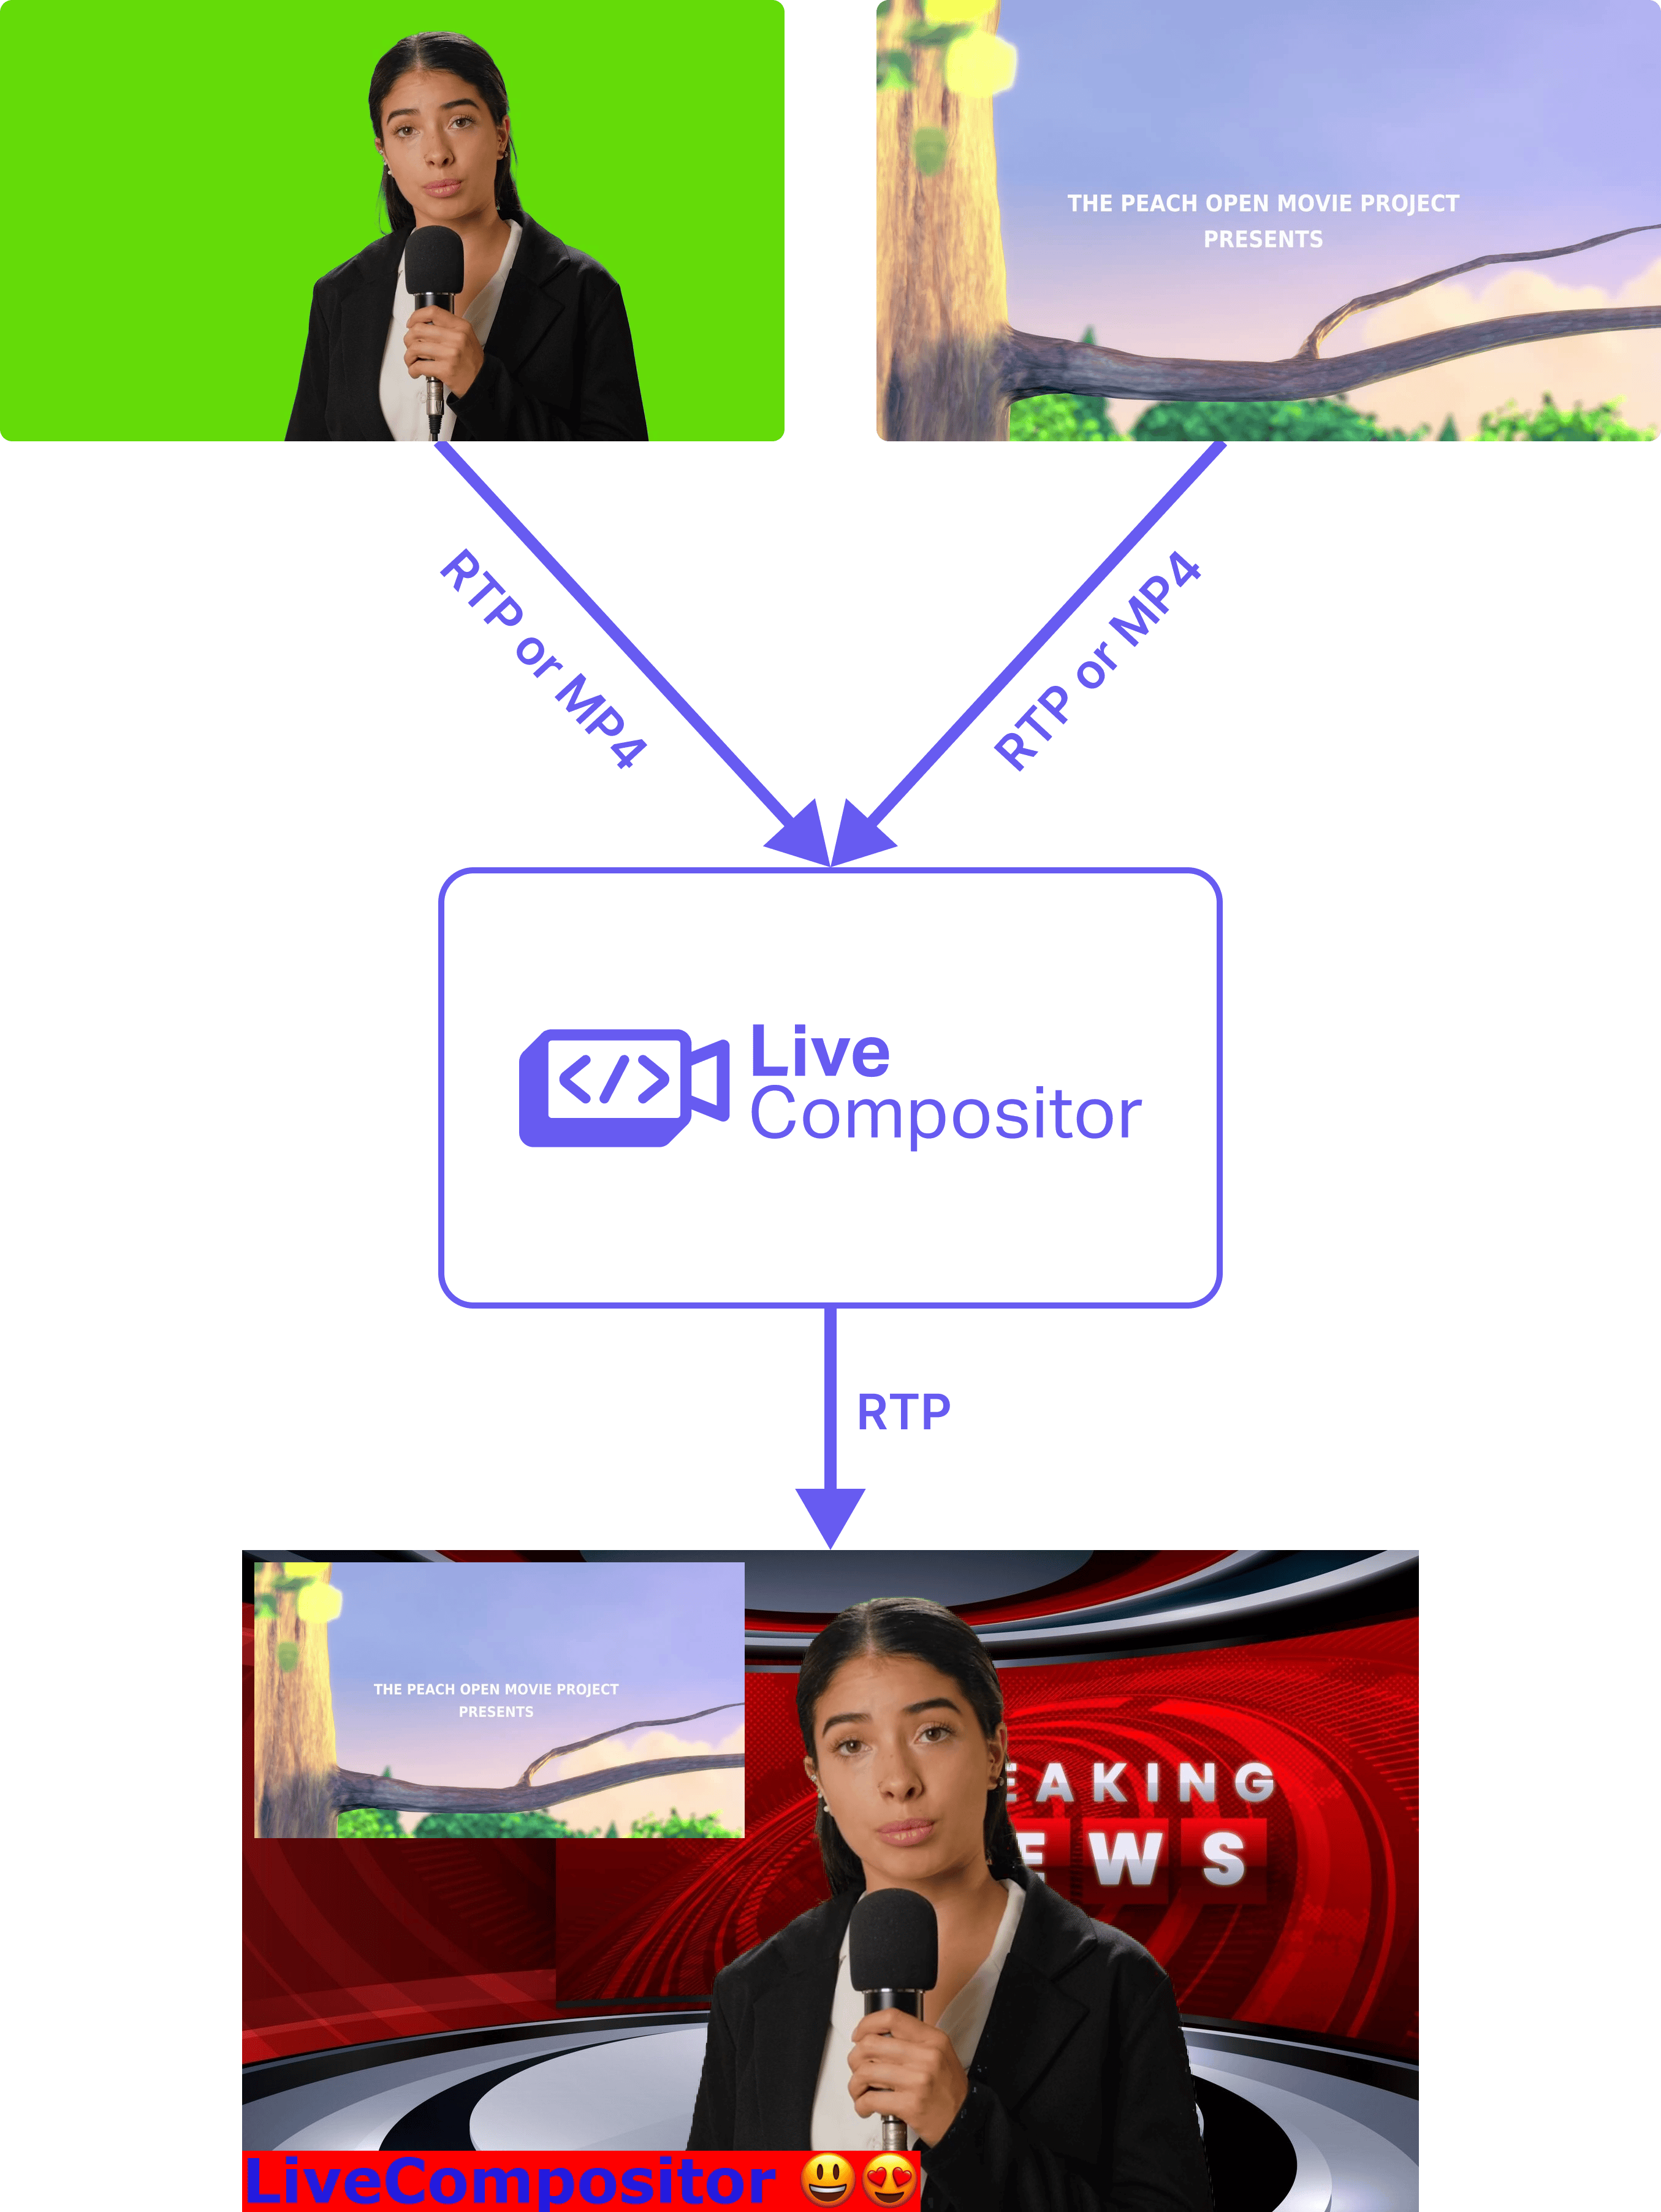 THE PEACH OPEN MOVIE PROJECT
PRESENTS
RTP or MP4
RTP or MP4
Live
Compositor
RTP
THE PEACH OPEN MOVIE PROJECT
PRESENTS
EAKING
EWS
LiveCompositor 😃😍